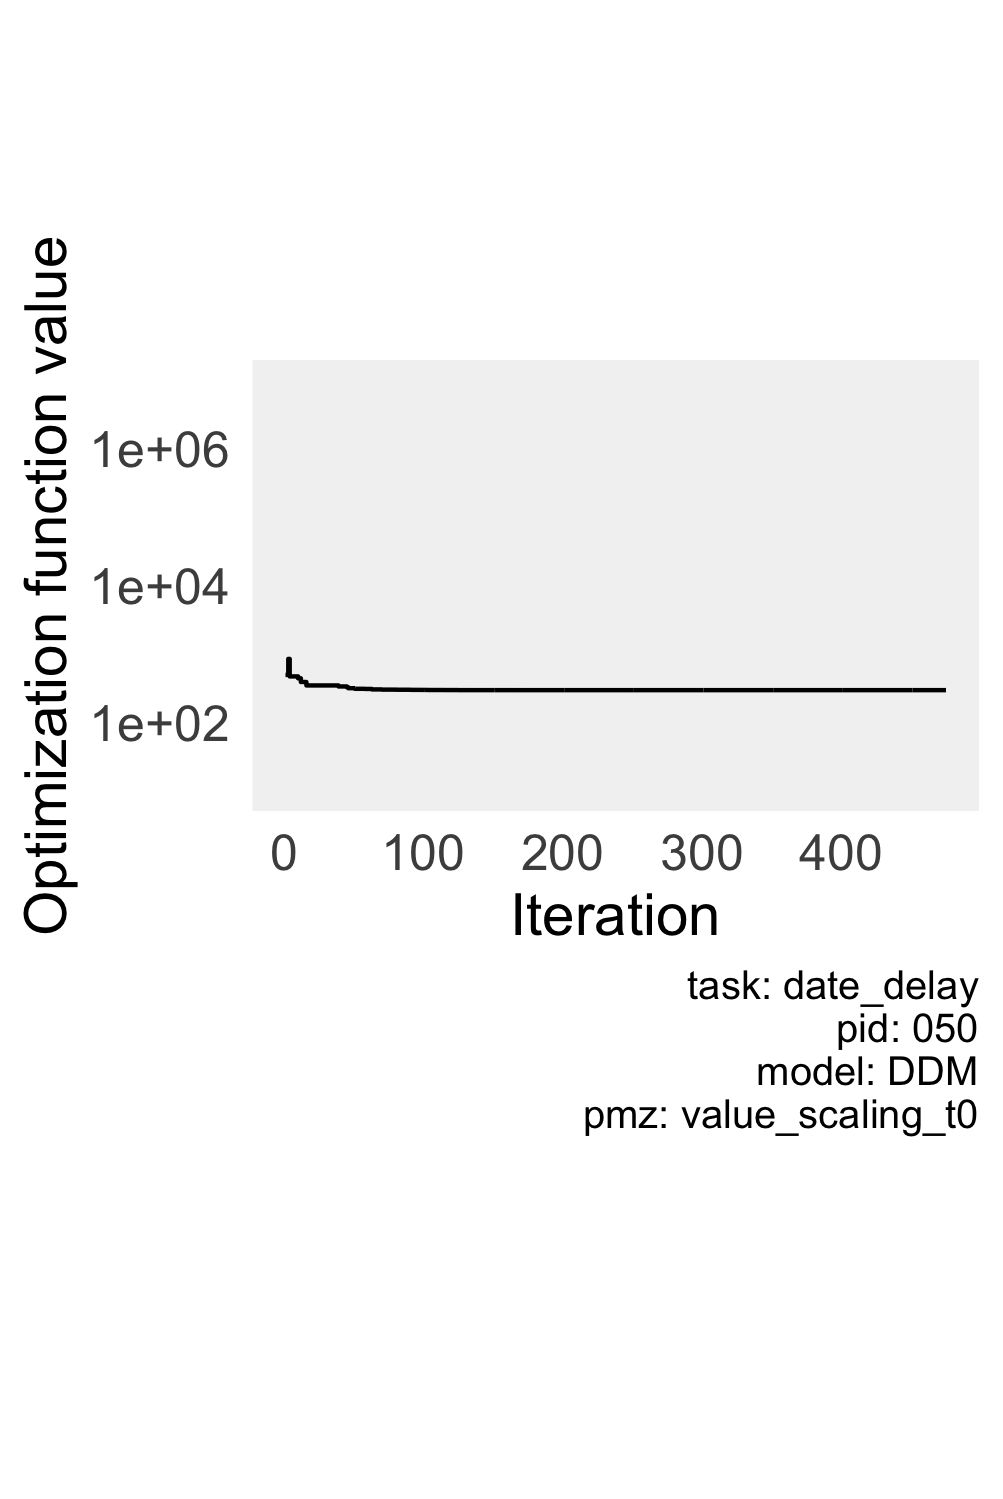 Optimization function value
1e+06
1e+04
1e+02
0 100 200 300 400
Iteration
task: date_delay
pid: 050
model: DDM
pmz: value_scaling_t0